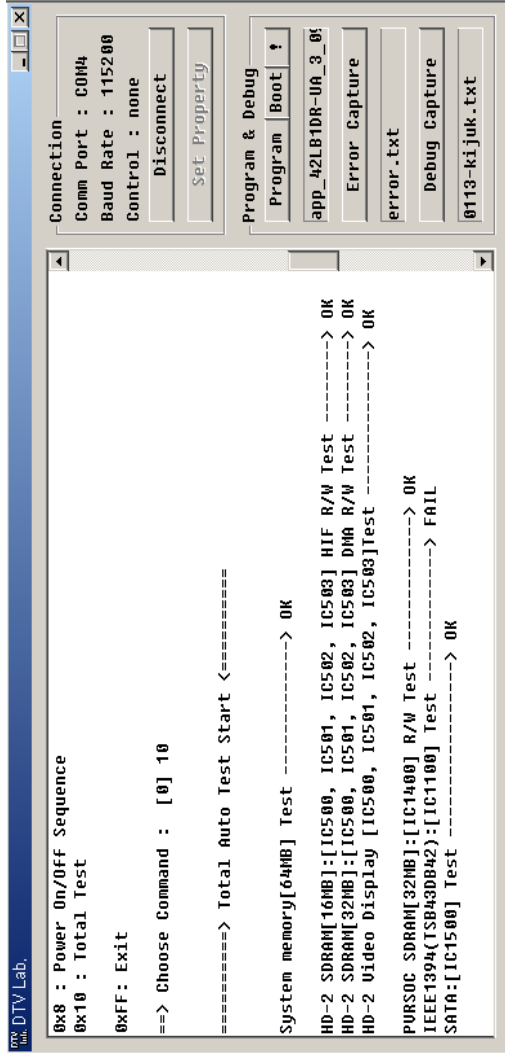 DTV Lab.
0x8 : Power On/Off Sequence
0x10 : Total Test
0xFF: Exit
==> Choose Command :  [0] 10
==========> Total Auto Test Start <==========
System memory[64MB] Test --------------> OK
HD-2 SDRAM[16MB]:[IC500, IC501, IC502, IC503] HIF R/W Test --------> OK
HD-2 SDRAM[32MB]:[IC500, IC501, IC502, IC503] DMA R/W Test --------> OK
HD-2 Video Display [IC500, IC501, IC502, IC503]Test ----------------> OK
PVRSOC SDRAM[32MB]:[IC1400] R/W Test --------------> OK
IEEE1394(TSB43DB42):[IC1100] Test ----------------> FAIL
SATA:[IC1500] Test ------------------> OK
Connection
Comm Port : COM4
Baud Rate : 115200
Control : none
Disconnect
Set Property
Program & Debug
Program Boot !
app_42LB1DR-UA_3_09
Error Capture
error.txt
Debug Capture
0113-kijuk.txt